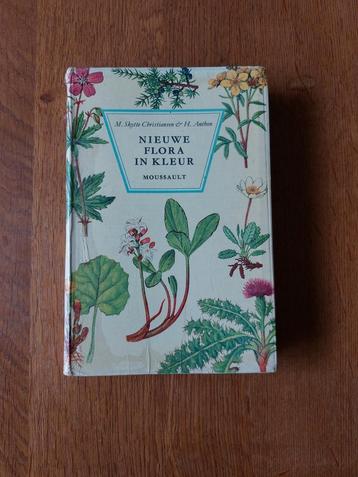 M. Skytte Christiansen & H. Anthon
NIEUWE
FLORA
IN KLEUR
MOUSSAULT